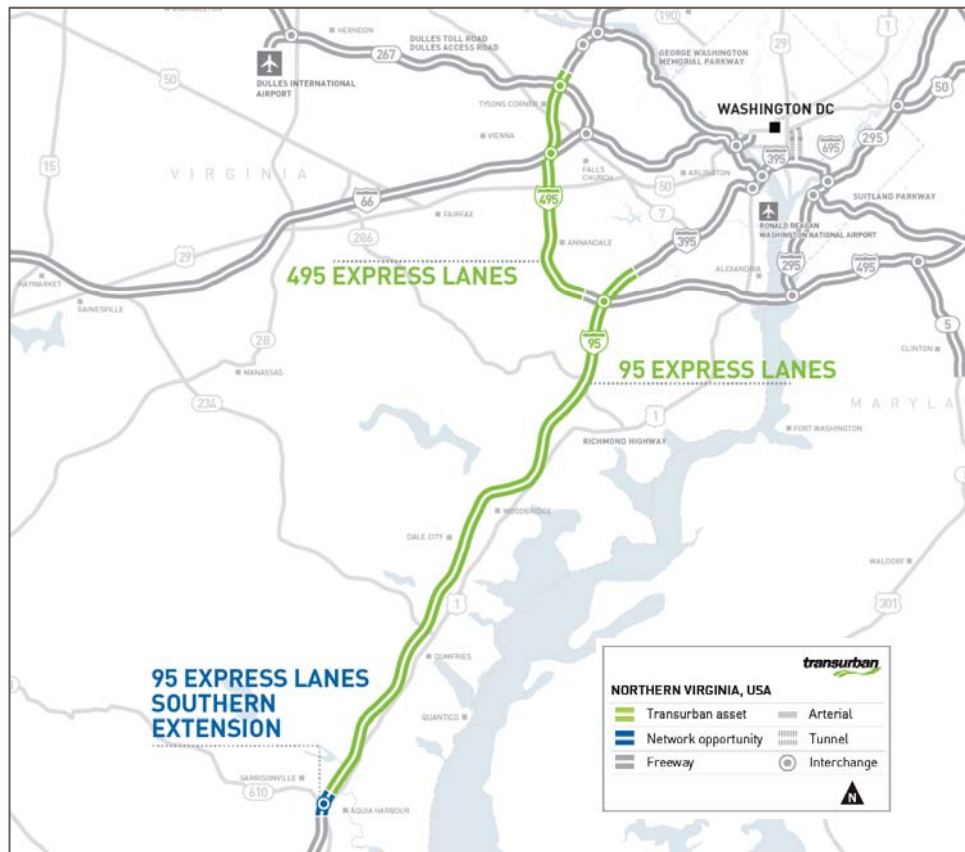 HERNDON
DULLES TOLL ROAD
DULLES ACCESS ROAD
190
29
1
267
GEORGE WASHINGTON
MEMORIAL PARKWAY
50
DULLES INTERNATIONAL
AIRPORT
50
TYSONS CORNER
WASHINGTON DC
VIENNA
295
695
395
15
VIRGINIA
FALLS
CHURCH
ARLINGTON
50
SUITLAND PARKWAY
66
495
FAIRFAX
7
RONALD REAGAN
WASHINGTON NATIONAL AIRPORT
286
395
29
ANNANDALE
495 EXPRESS LANES
ALEXANDRIA
295
495
HAYMARKET
GAINESVILLE
5
28
95
CLINTON
MANASSAS
95 EXPRESS LANES
234
MARYLA
1
FORT WASHINGTON
RICHMOND HIGHWAY
WOODBRIDGE
DALE CITY
WALDORF
1
301
DUMFRIES
95 EXPRESS LANES
SOUTHERN
EXTENSION
QUANTICO
GARRISONVILLE
610
AQUIA HARBOUR
transurban
NORTHERN VIRGINIA, USA
Transurban asset
Arterial
Network opportunity
Tunnel
Freeway
Interchange
N